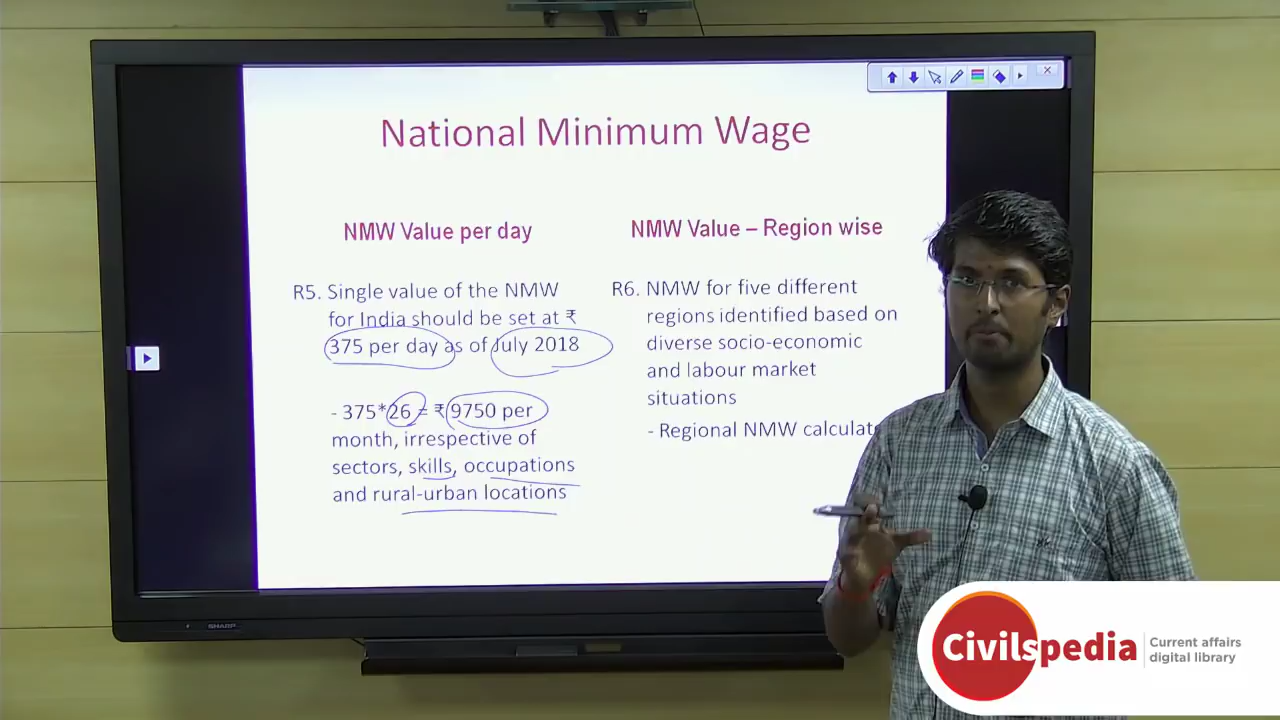 National Minimum Wage
NMW Value per day
R5. Single value of the NMW
for India should be set at ₹
375 per day as of July 2018
- 375*26 = ₹ 9750 per
month, irrespective of
sectors, skills, occupations
and rural-urban locations
NMW Value – Region wise
R6. NMW for five different
regions identified based on
diverse socio-economic
and labour market
situations
- Regional NMW calculat
SHARP
Civilspedia
Current affairs
digital library